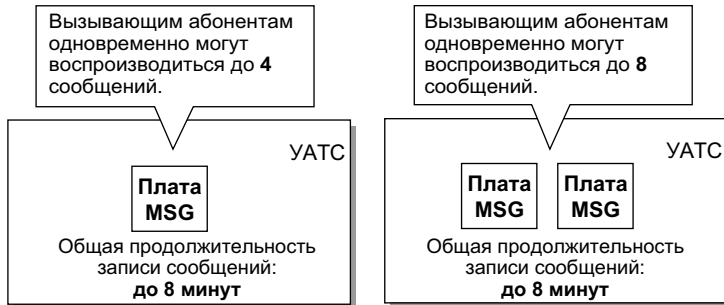 Вызывающим абонентам
одновременно могут
воспроизводиться до 4
сообщений.
УАТС
Плата
MSG
Общая продолжительность
записи сообщений:
до 8 минут
Вызывающим абонентам
одновременно могут
воспроизводиться до 8
сообщений.
УАТС
Плата
MSG
Плата
MSG
Общая продолжительность
записи сообщений:
до 8 минут